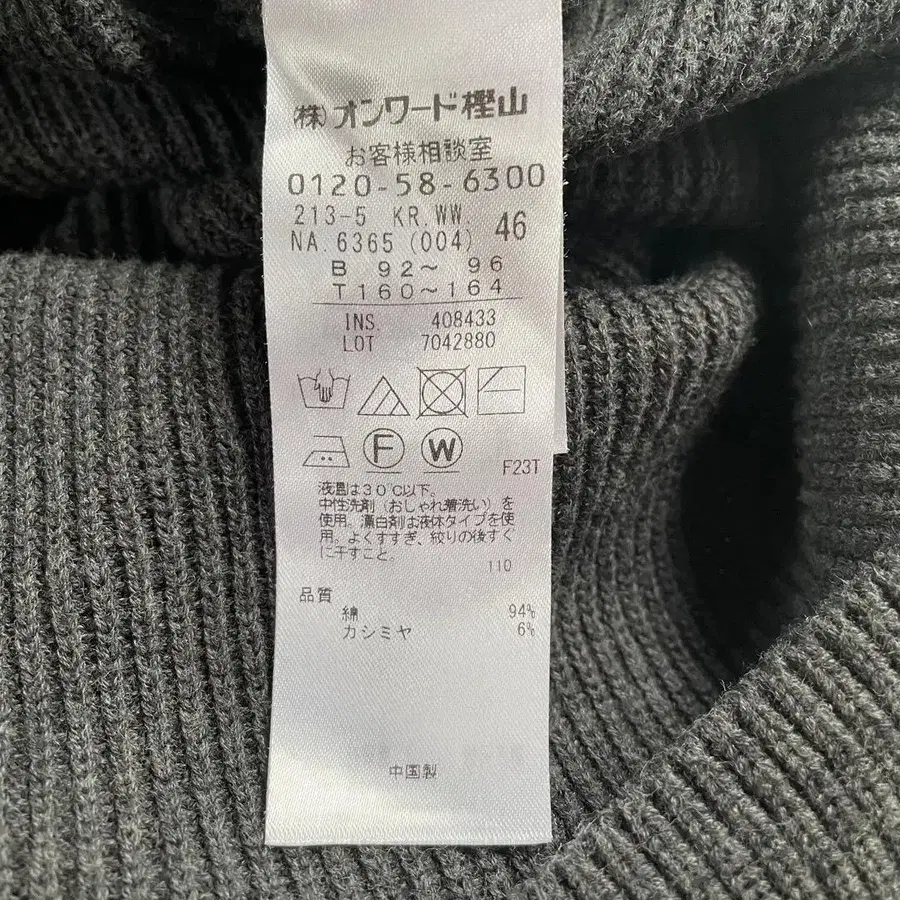 (株)オンワード樫山
お客様相談室
0120-58-6300
213-5 KR.WW. 46
NA.6365 (004)
B 92〜 96
T160〜164
INS. 408433
LOT 7042880
F W
F23T
液温は30℃以下。
中性洗剤(おしゃれ着洗い)を
使用。漂白剤は液体タイプを使
用。よくすすぎ、絞りの後すぐ
に干すこと。
110
品質
綿 94%
カシミヤ 6%
中国製